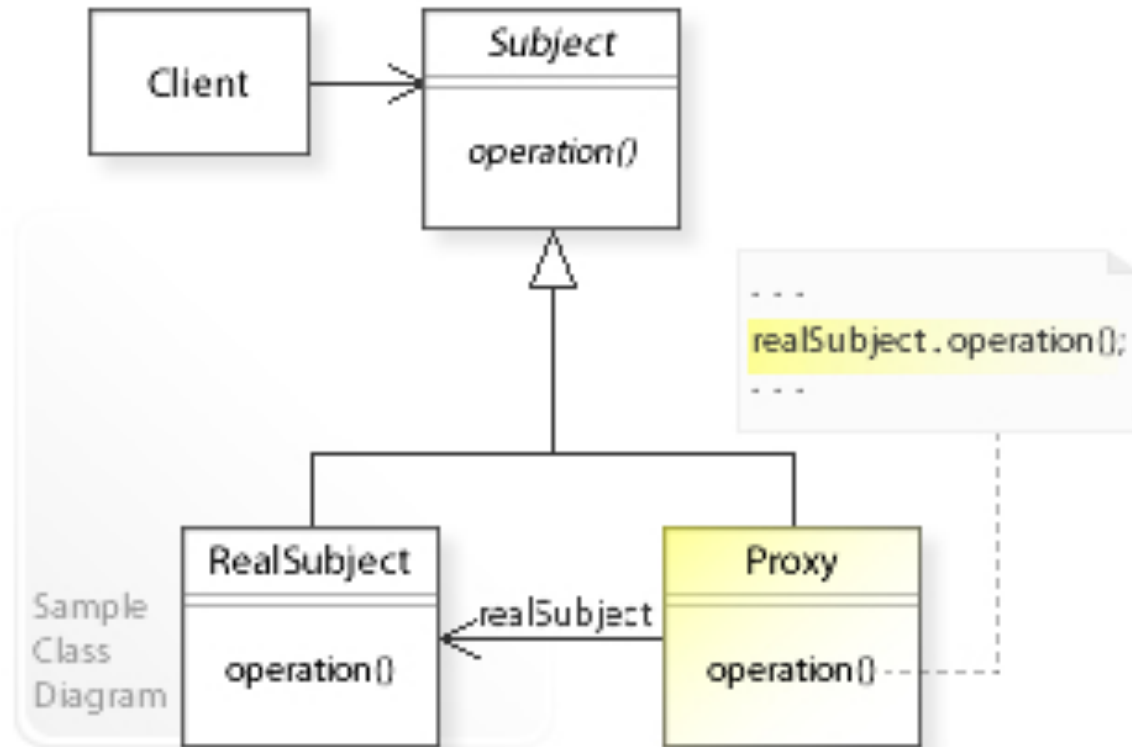 Client
Subject
operation()
- - -
realSubject.operation();
- - -
RealSubject
operation()
realSubject
Proxy
operation()
Sample
Class
Diagram